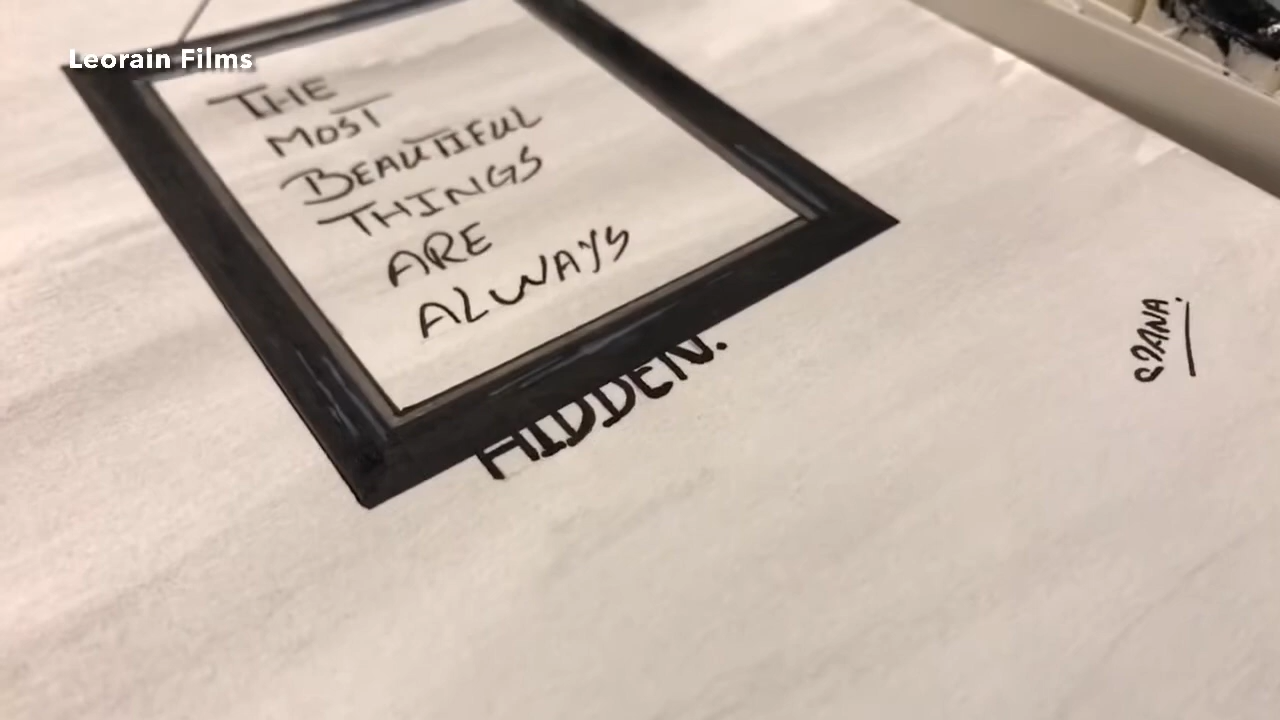 Leorain Films
THE
MOST
BEAUTIFUL
THINGS
ARE
ALWAYS
HIDDEN.